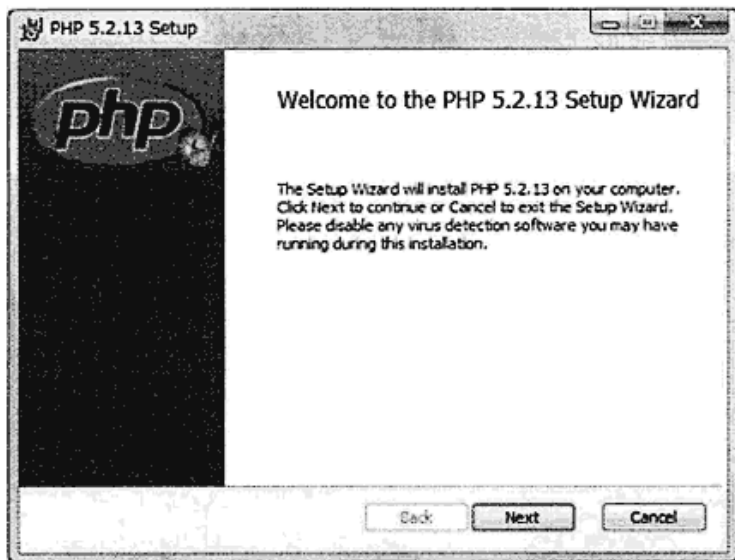 PHP 5.2.13 Setup
php
Welcome to the PHP 5.2.13 Setup Wizard
The Setup Wizard will install PHP 5.2.13 on your computer.
Click Next to continue or Cancel to exit the Setup Wizard.
Please disable any virus detection software you may have
running during this installation.
Back
Next
Cancel